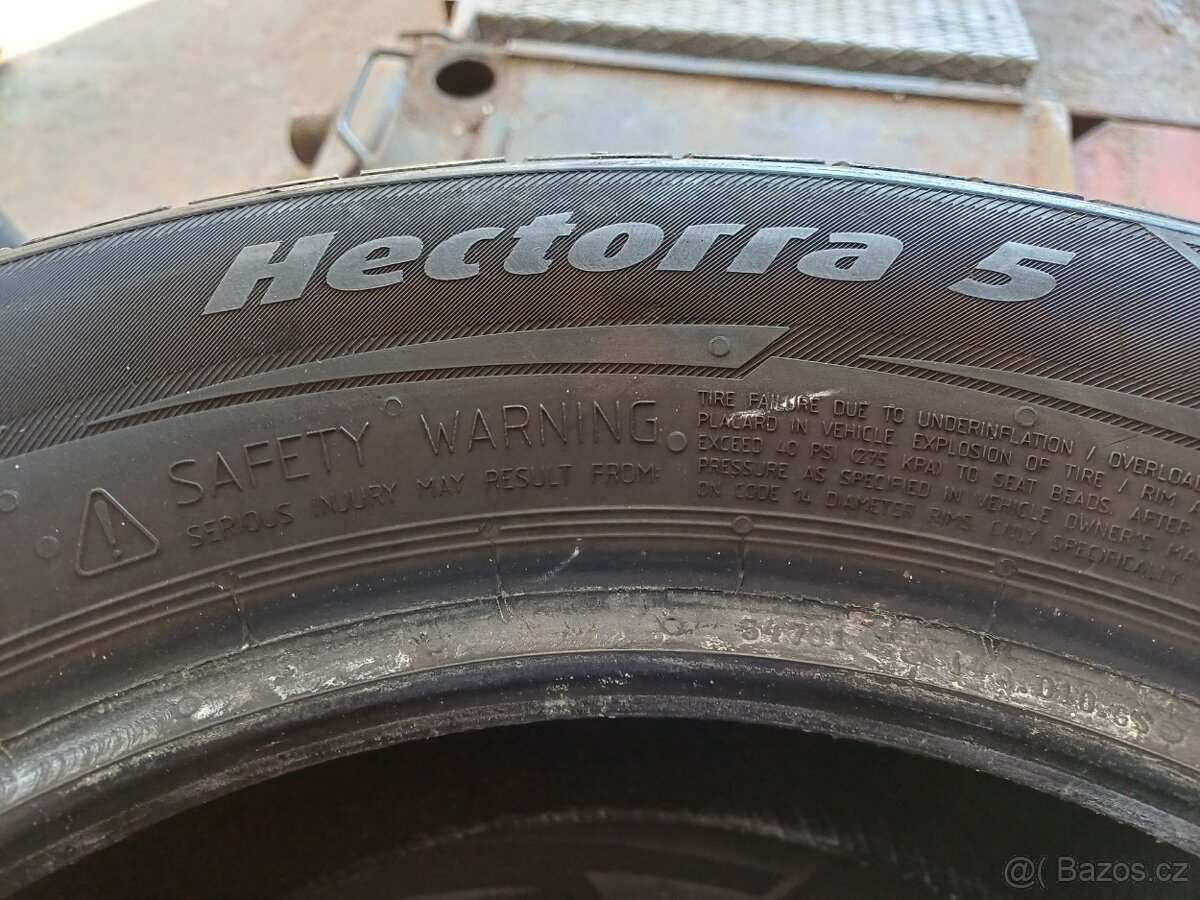 Hectorra 5
SAFETY WARNING
SERIOUS INJURY MAY RESULT FROM:
TIRE FAILURE DUE TO UNDERINFLATION / OVERLOA
PLACARD IN VEHICLE. EXPLOSION OF TIRE / RIM
EXCEED 40 PSI (275 KPA) TO SEAT BEADS. AFTER
PRESSURE AS SPECIFIED IN VEHICLE OWNER'S MA
ON CODE 14 DIAMETER RIMS. ONLY SPECIFICALLY
@( Bazos.cz